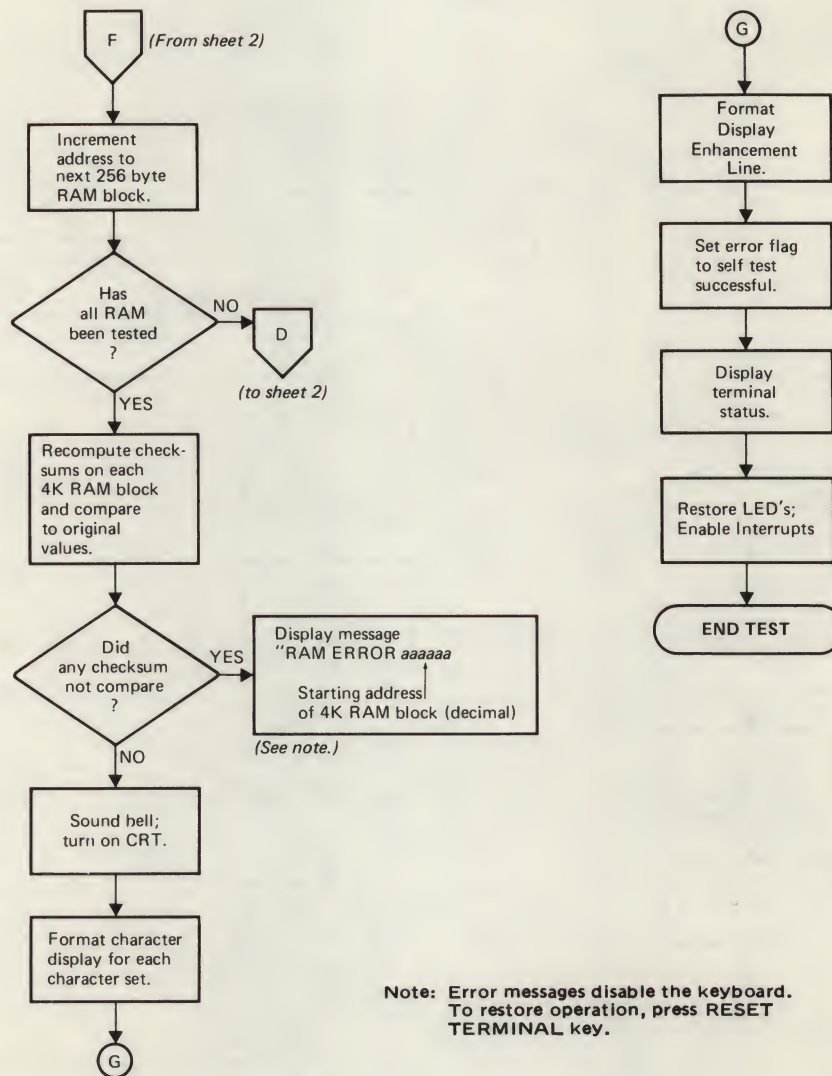 F
(From sheet 2)
Increment
address to
next 256 byte
RAM block.
Has
all RAM
been tested
?
NO
D
(to sheet 2)
YES
Recompute check-
sums on each
4K RAM block
and compare
to original
values.
Did
any checksum
not compare
?
YES
Display message
"RAM ERROR aaaaaa
Starting address
of 4K RAM block (decimal)
(See note.)
NO
Sound bell;
turn on CRT.
Format character
display for each
character set.
G
G
Format
Display
Enhancement
Line.
Set error flag
to self test
successful.
Display
terminal
status.
Restore LED's;
Enable Interrupts
END TEST
Note: Error messages disable the keyboard.
To restore operation, press RESET
TERMINAL key.